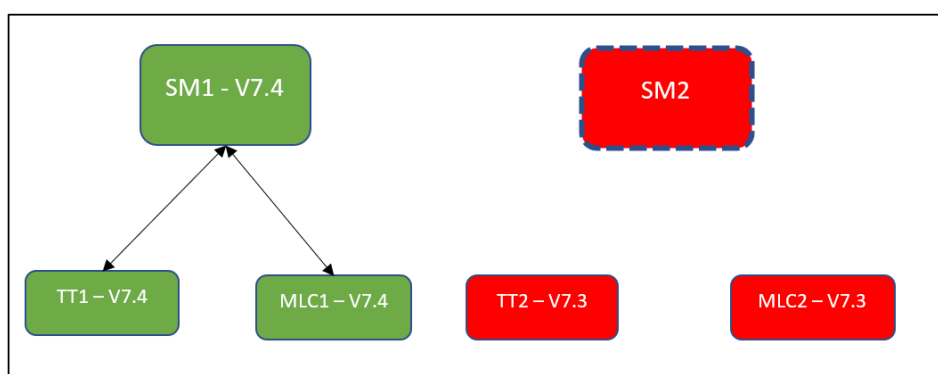 SM1 - V7.4
SM2
TT1 – V7.4
MLC1 – V7.4
TT2 – V7.3
MLC2 – V7.3